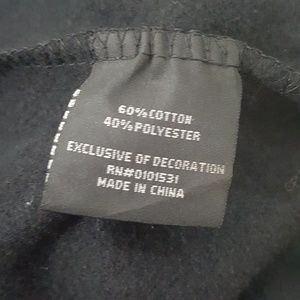 60%COTTON
40%POLYESTER
EXCLUSIVE OF DECORATION
RN#0101531
MADE IN CHINA